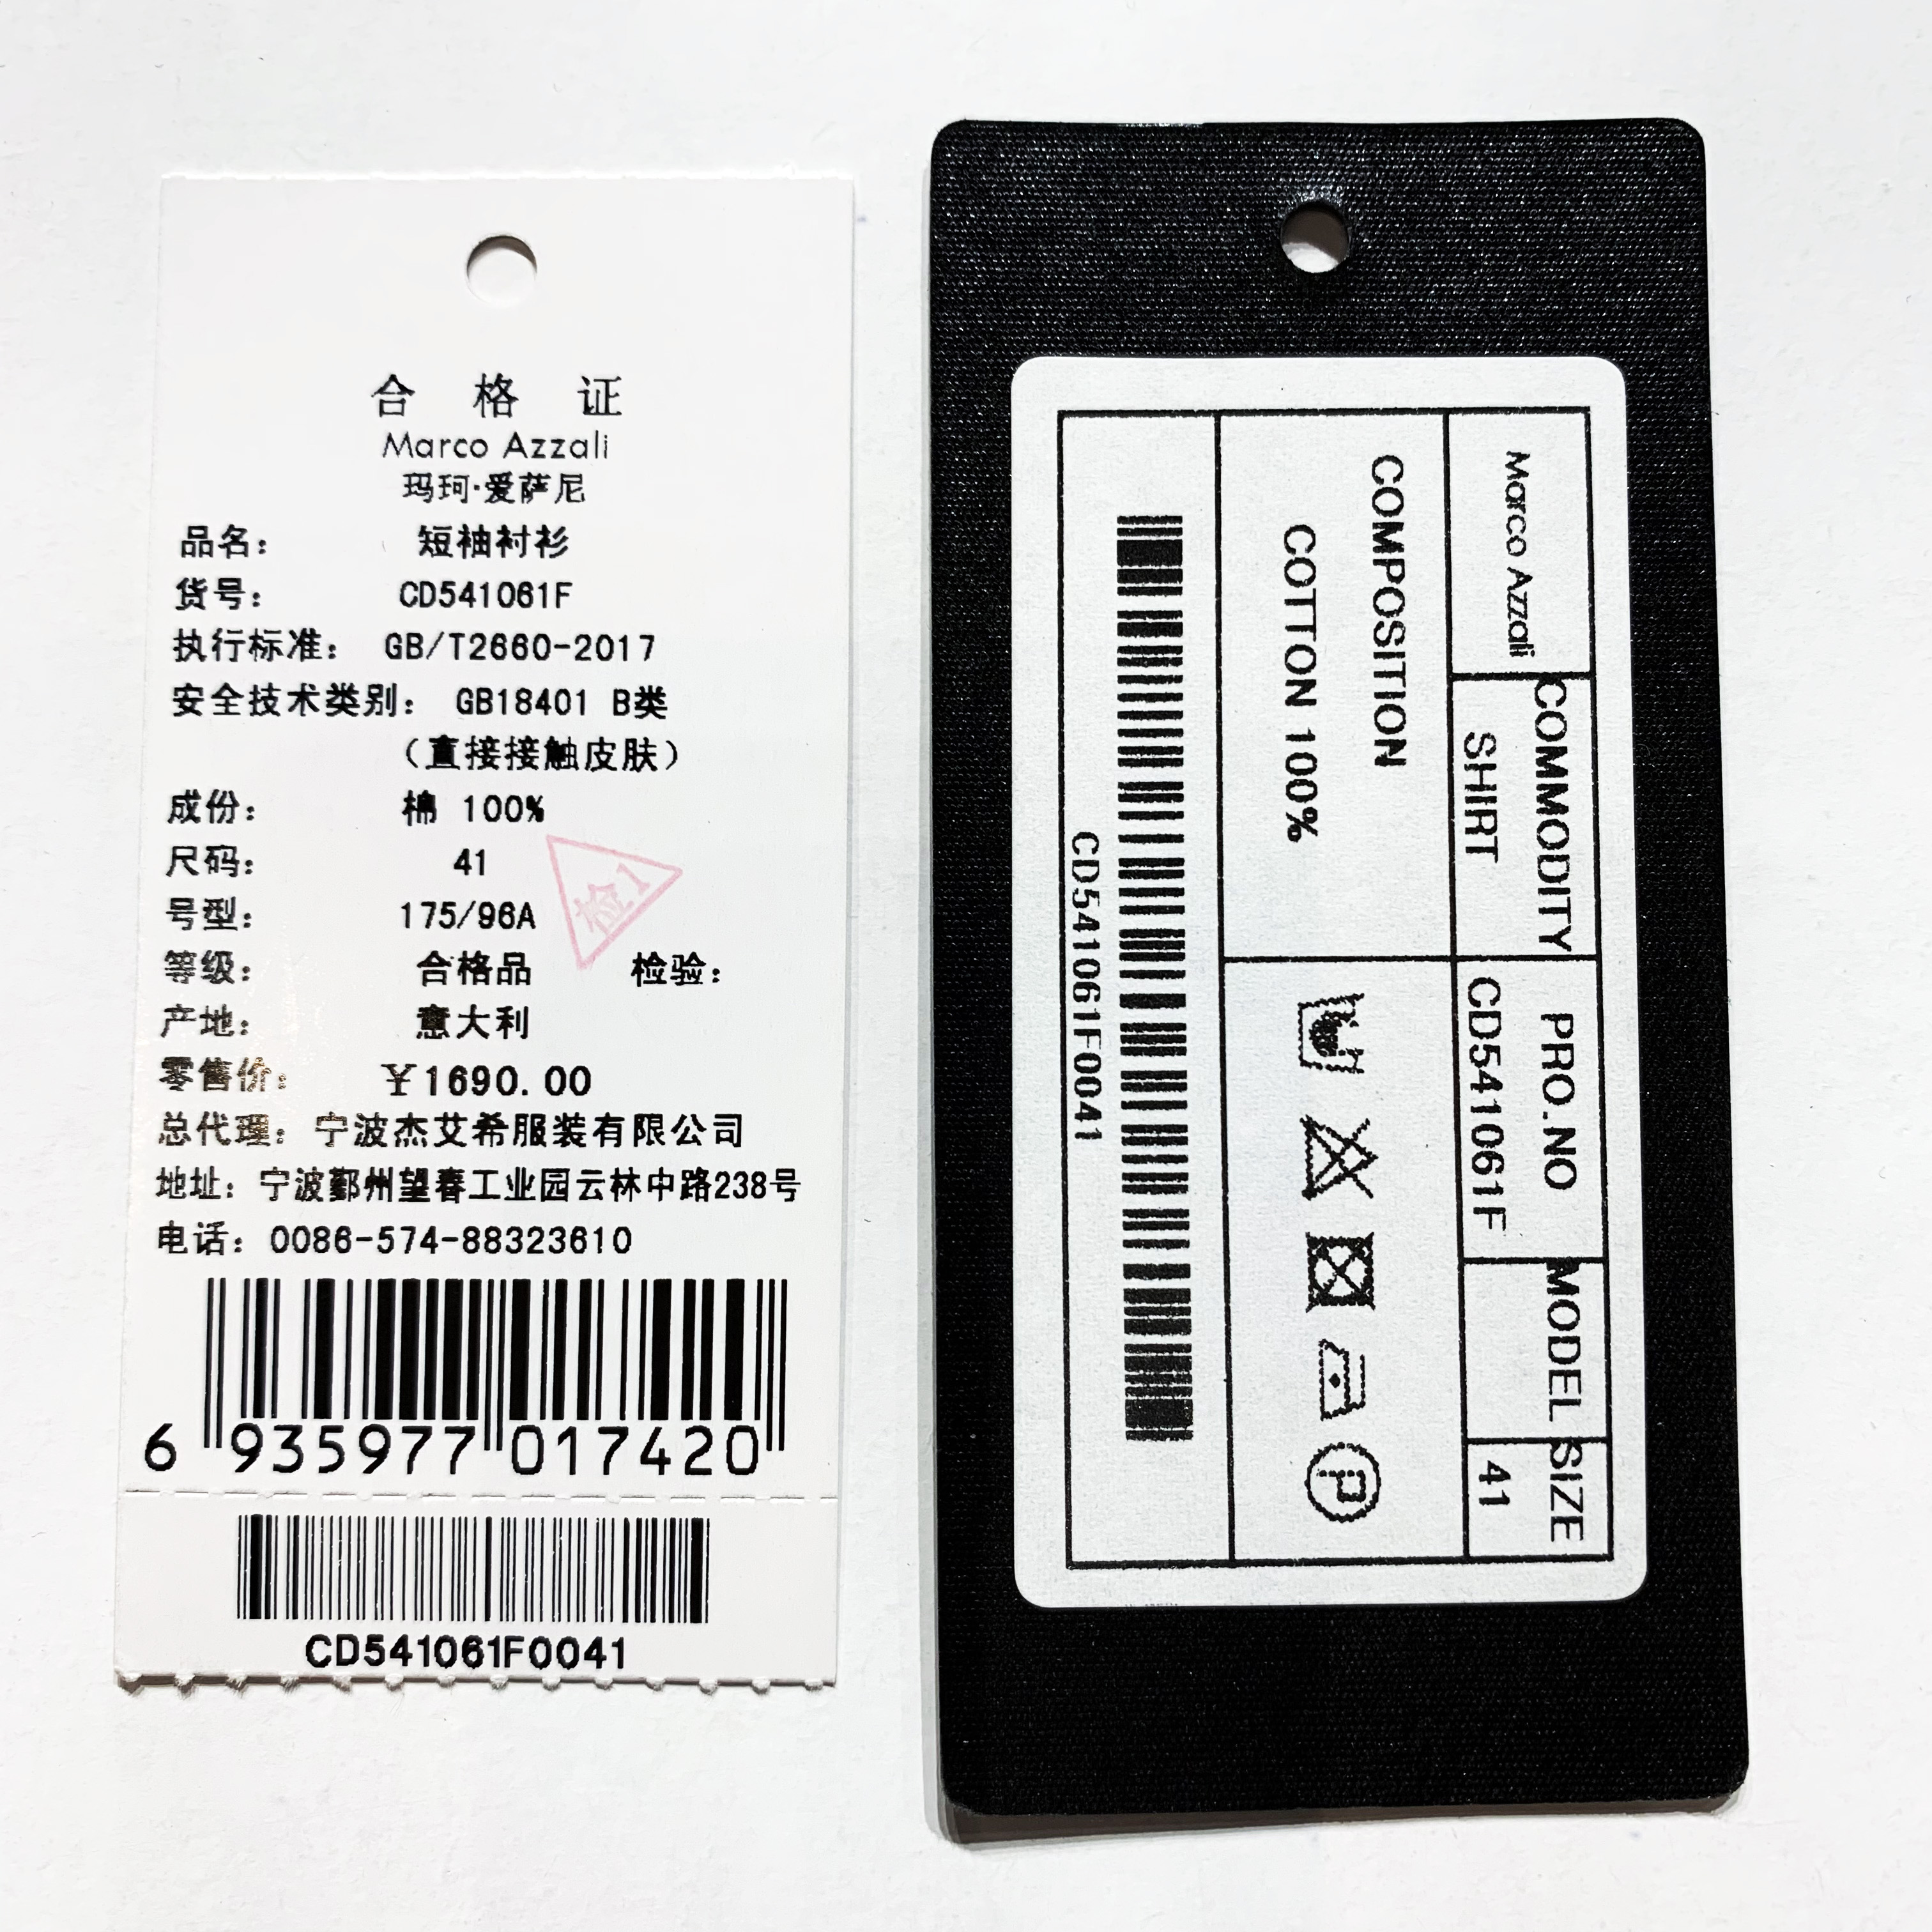 合 格 证
Marco Azzali
玛珂·爱萨尼
品名： 短袖衬衫
货号： CD541061F
执行标准： GB/T2660-2017
安全技术类别： GB18401 B类
（直接接触皮肤）
成份： 棉 100%
尺码： 41
号型： 175/96A
检1
等级： 合格品 检验：
产地： 意大利
零售价： ¥1690.00
总代理：宁波杰艾希服装有限公司
地址：宁波鄞州望春工业园云林中路238号
电话：0086-574-88323610
6 935977 017420
CD541061F0041
Marco Azzali
COMMODITY
SHIRT
PRO.NO
CD541061F
MODEL
SIZE
41
COMPOSITION
COTTON 100%
P
CD541061F0041